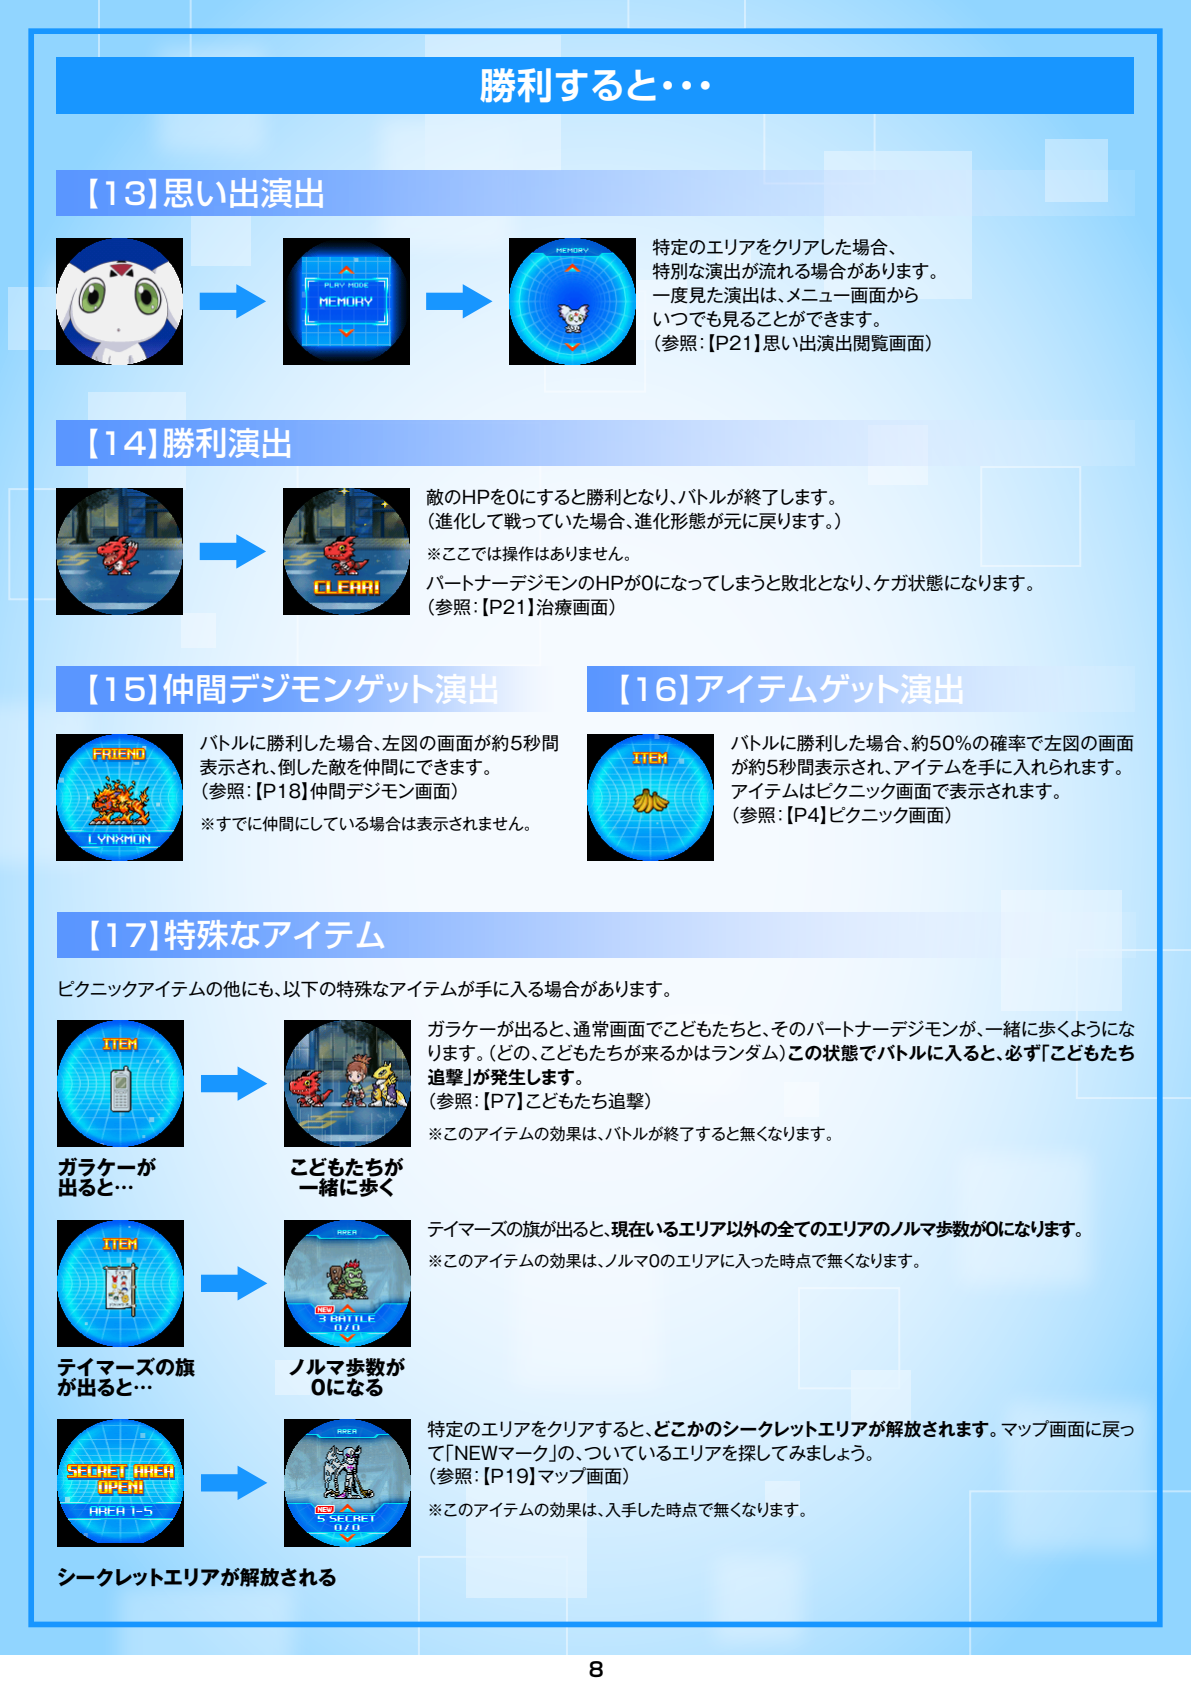 勝利すると・・・
【13】思い出演出
PLAY MODE
MEMORY
MEMORY
特定のエリアをクリアした場合、
特別な演出が流れる場合があります。
一度見た演出は、メニュー画面から
いつでも見ることができます。
（参照：【P21】思い出演出閲覧画面）
【14】勝利演出
CLEAR!
敵のHPを0にすると勝利となり、バトルが終了します。
（進化して戦っていた場合、進化形態が元に戻ります。）
※ここでは操作はありません。
パートナーデジモンのHPが0になってしまうと敗北となり、ケガ状態になります。
（参照：【P21】治療画面）
【15】仲間デジモンゲット演出
FRIEND
LYNXMON
バトルに勝利した場合、左図の画面が約5秒間
表示され、倒した敵を仲間にできます。
（参照：【P18】仲間デジモン画面）
※すでに仲間にしている場合は表示されません。
【16】アイテムゲット演出
ITEM
バトルに勝利した場合、約50％の確率で左図の画面
が約5秒間表示され、アイテムを手に入れられます。
アイテムはピクニック画面で表示されます。
（参照：【P4】ピクニック画面）
【17】特殊なアイテム
ピクニックアイテムの他にも、以下の特殊なアイテムが手に入る場合があります。
ITEM
ガラケーが
出ると…
こどもたちが
一緒に歩く
ガラケーが出ると、通常画面でこどもたちと、そのパートナーデジモンが、一緒に歩くようにな
ります。（どの、こどもたちが来るかはランダム）この状態でバトルに入ると、必ず「こどもたち
追撃」が発生します。
（参照：【P7】こどもたち追撃）
※このアイテムの効果は、バトルが終了すると無くなります。
ITEM
テイマーズの旗
が出ると…
AREA
NEW
3 BATTLE
0/0
ノルマ歩数が
0になる
テイマーズの旗が出ると、現在いるエリア以外の全てのエリアのノルマ歩数が0になります。
※このアイテムの効果は、ノルマ0のエリアに入った時点で無くなります。
SECRET AREA
OPEN!
AREA 1-5
AREA
NEW
5 SECRET
0/0
シークレットエリアが解放される
特定のエリアをクリアすると、どこかのシークレットエリアが解放されます。マップ画面に戻っ
て「NEWマーク」の、ついているエリアを探してみましょう。
（参照：【P19】マップ画面）
※このアイテムの効果は、入手した時点で無くなります。
8